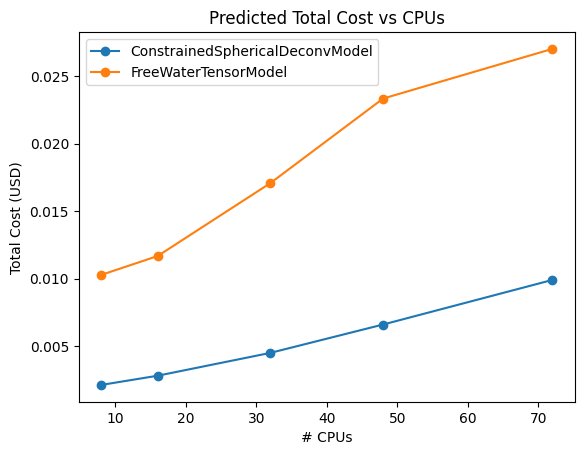 Predicted Total Cost vs CPUs
ConstrainedSphericalDeconvModel
FreeWaterTensorModel
Total Cost (USD)
0.025
0.020
0.015
0.010
0.005
10 20 30 40 50 60 70
# CPUs